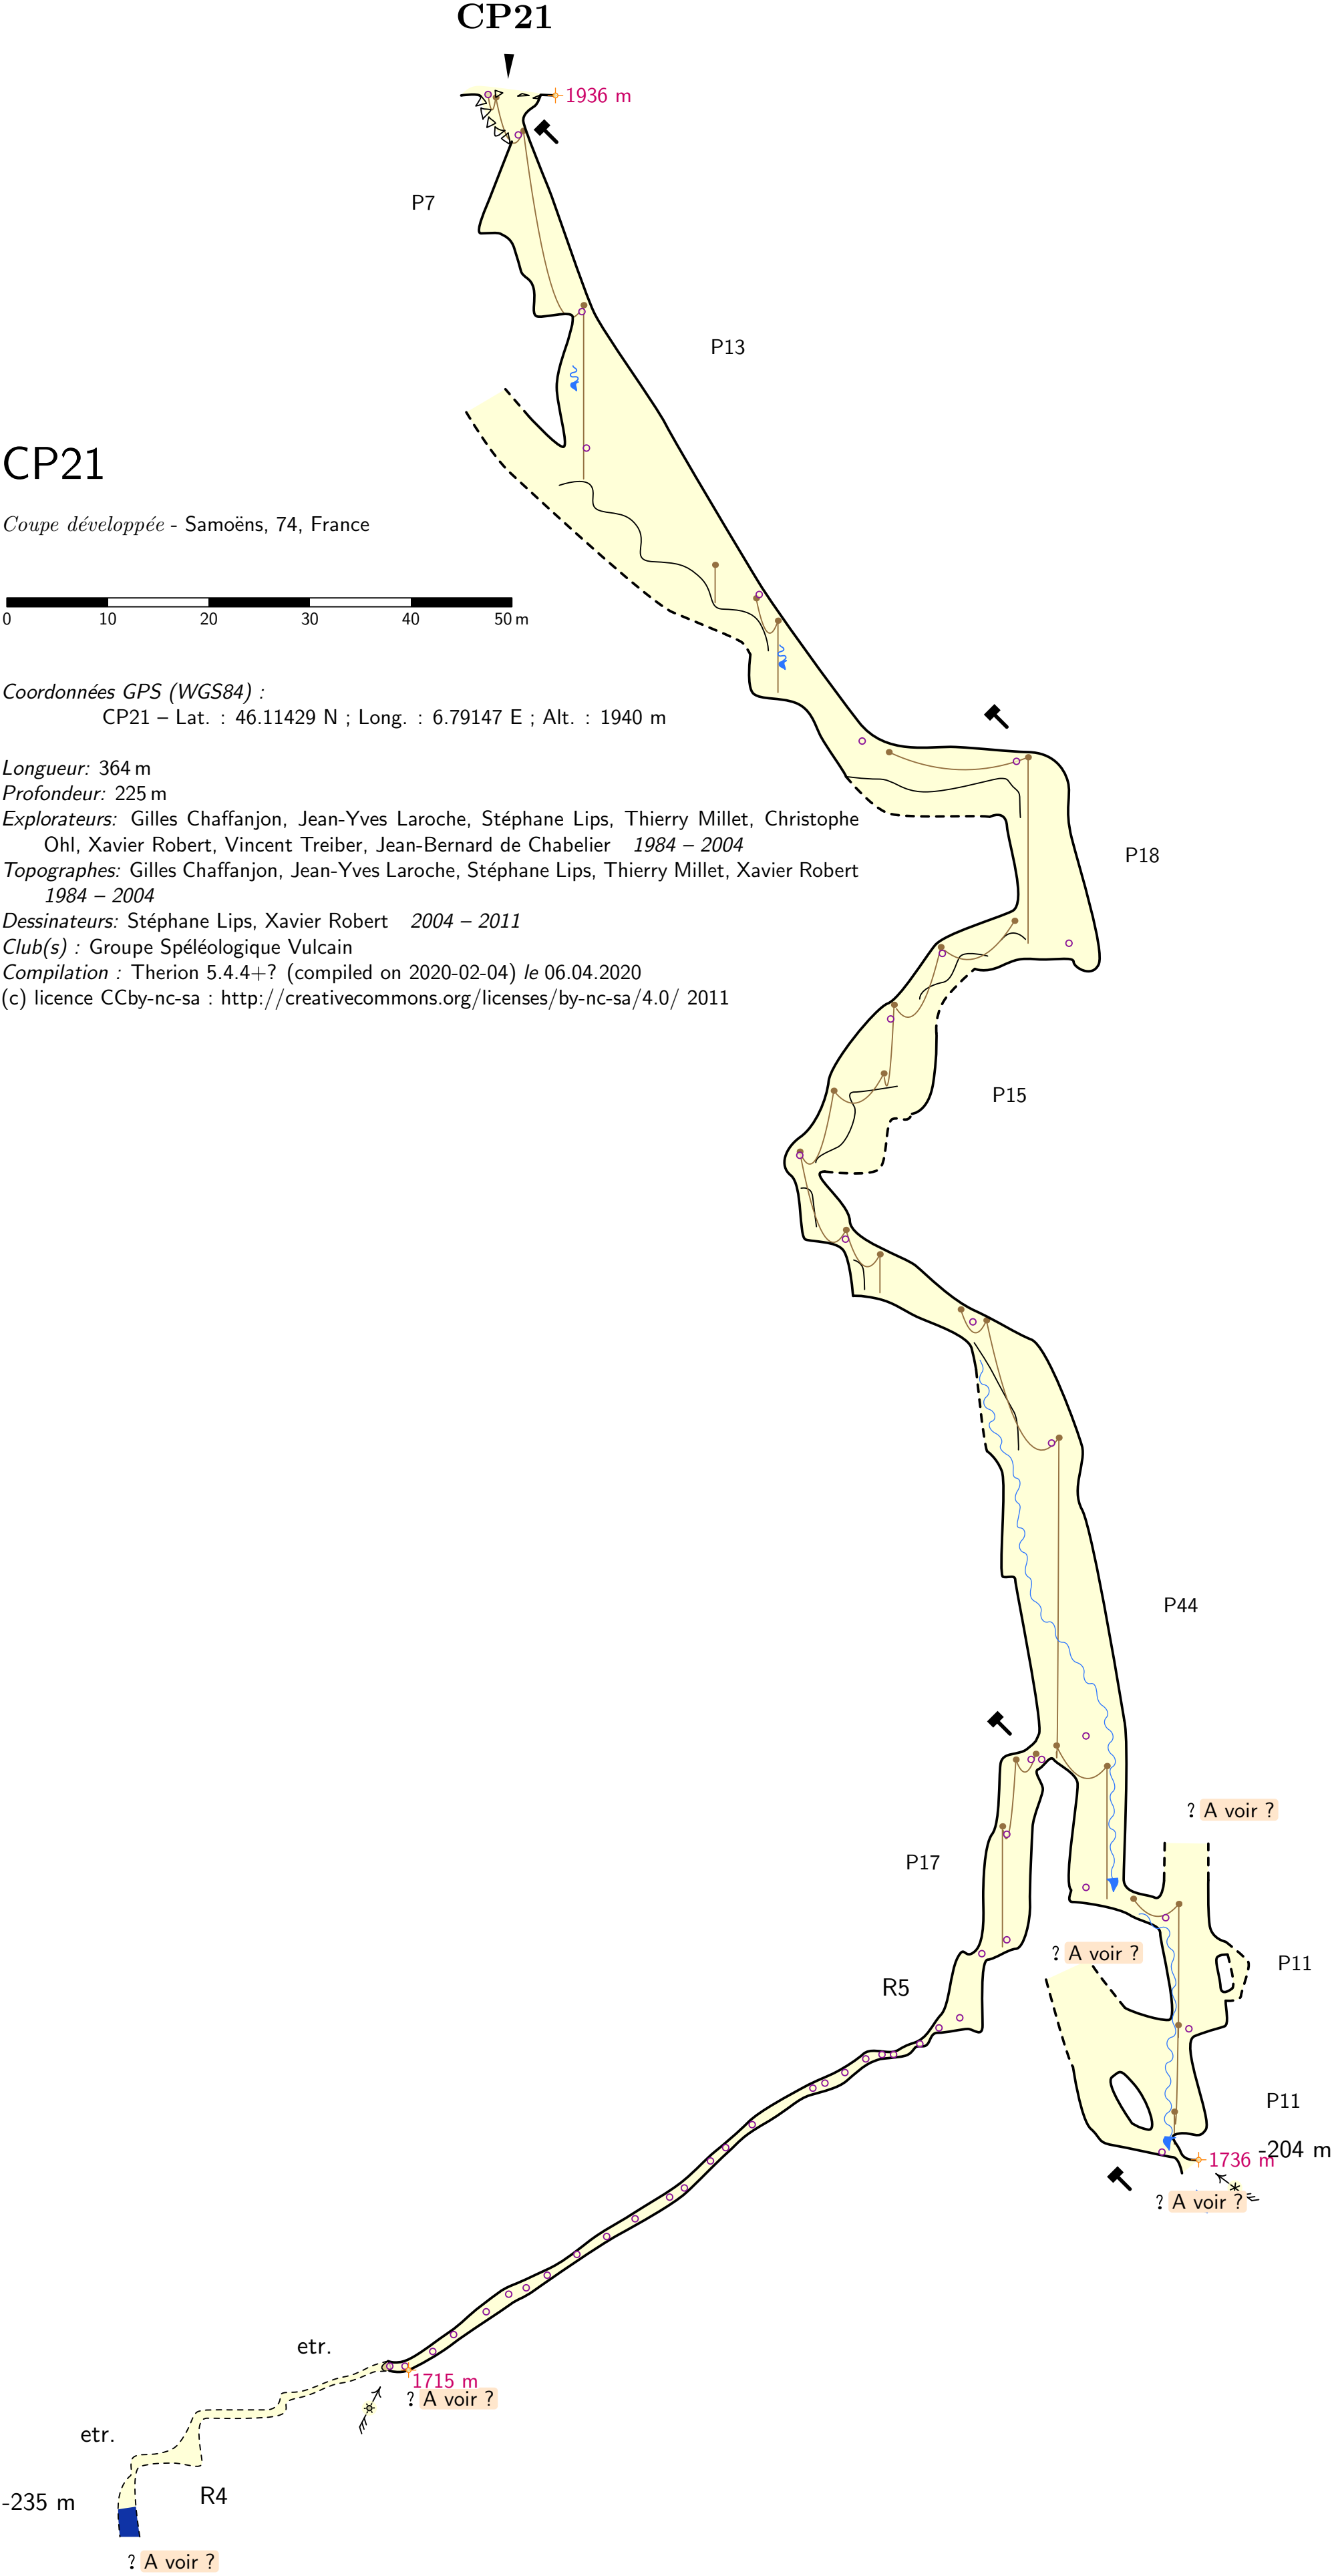 CP21
1936 m
P7
P13
CP21
Coupe développée - Samoëns, 74, France
0 10 20 30 40 50 m
Coordonnées GPS (WGS84) :
CP21 – Lat. : 46.11429 N ; Long. : 6.79147 E ; Alt. : 1940 m
Longueur: 364 m
Profondeur: 225 m
Explorateurs: Gilles Chaffanjon, Jean-Yves Laroche, Stéphane Lips, Thierry Millet, Christophe
Ohl, Xavier Robert, Vincent Treiber, Jean-Bernard de Chabelier 1984 – 2004
Topographes: Gilles Chaffanjon, Jean-Yves Laroche, Stéphane Lips, Thierry Millet, Xavier Robert
1984 – 2004
Dessinateurs: Stéphane Lips, Xavier Robert 2004 – 2011
Club(s) : Groupe Spéléologique Vulcain
Compilation : Therion 5.4.4+? (compiled on 2020-02-04) le 06.04.2020
(c) licence CCby-nc-sa : http://creativecommons.org/licenses/by-nc-sa/4.0/ 2011
P18
P15
P44
? A voir ?
P17
? A voir ?
P11
R5
P11
-204 m
1736 m
? A voir ?
etr.
1715 m
? A voir ?
etr.
R4
-235 m
? A voir ?